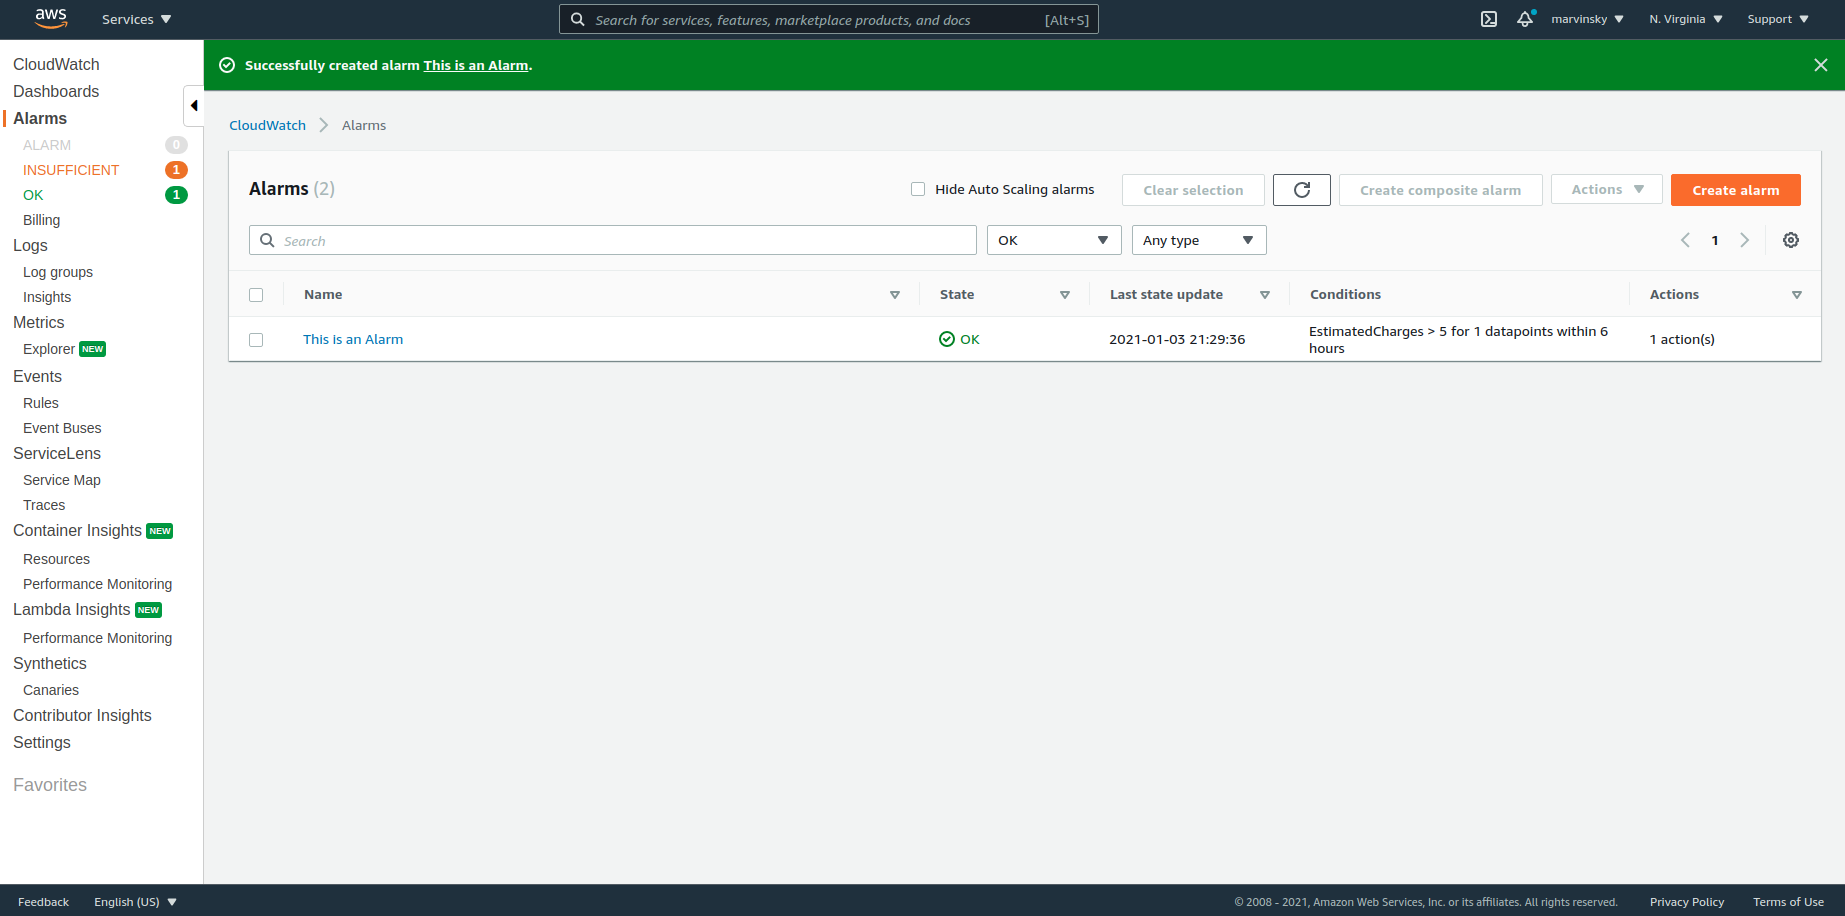 aws
Services
Search for services, features, marketplace products, and docs
[Alt+S]
marvinsky
N. Virginia
Support
CloudWatch
Dashboards
Alarms
ALARM 0
INSUFFICIENT 1
OK 1
Billing
Logs
Log groups
Insights
Metrics
Explorer NEW
Events
Rules
Event Buses
ServiceLens
Service Map
Traces
Container Insights NEW
Resources
Performance Monitoring
Lambda Insights NEW
Performance Monitoring
Synthetics
Canaries
Contributor Insights
Settings
Favorites
Successfully created alarm This is an Alarm.
CloudWatch
Alarms
Alarms (2)
Hide Auto Scaling alarms
Clear selection
Create composite alarm
Actions
Create alarm
Search
OK
Any type
1
Name
State
Last state update
Conditions
Actions
This is an Alarm
OK
2021-01-03 21:29:36
EstimatedCharges > 5 for 1 datapoints within 6
hours
1 action(s)
Feedback
English (US)
© 2008 - 2021, Amazon Web Services, Inc. or its affiliates. All rights reserved.
Privacy Policy
Terms of Use